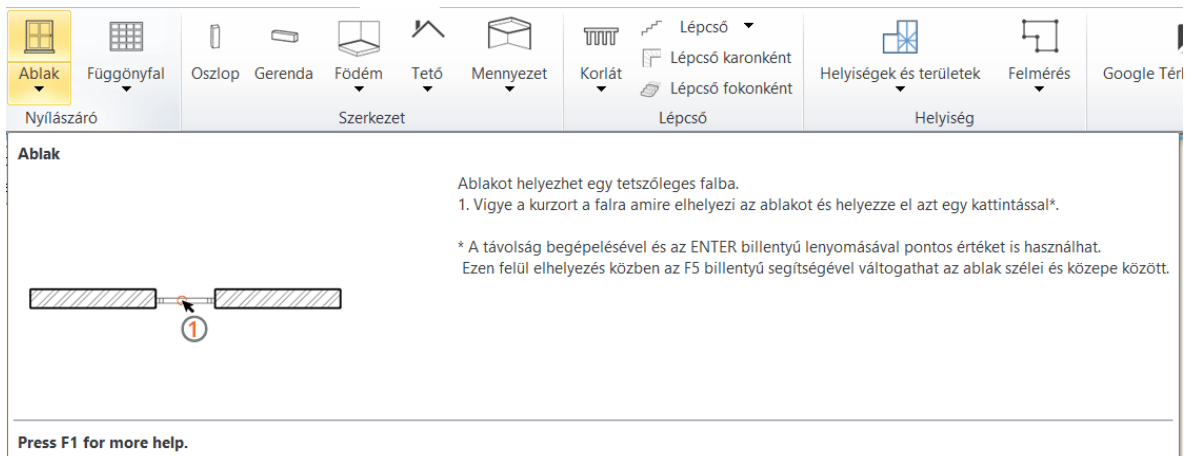 Lépcső
Lépcső karonként
Ablak Függönyfal Oszlop Gerenda Födém Tető Mennyezet Korlát Helyiségek és területek Felmérés
Lépcső fokonként
Nyílászáró Szerkezet Lépcső Helyiség
Ablak
Ablakot helyezhet egy tetszőleges falba.
1. Vigye a kurzort a falra amire elhelyezi az ablakot és helyezze el azt egy kattintással*.
* A távolság begépelésével és az ENTER billentyű lenyomásával pontos értéket is használhat.
Ezen felül elhelyezés közben az F5 billentyű segítségével váltogathat az ablak szélei és közepe között.
1
Press F1 for more help.